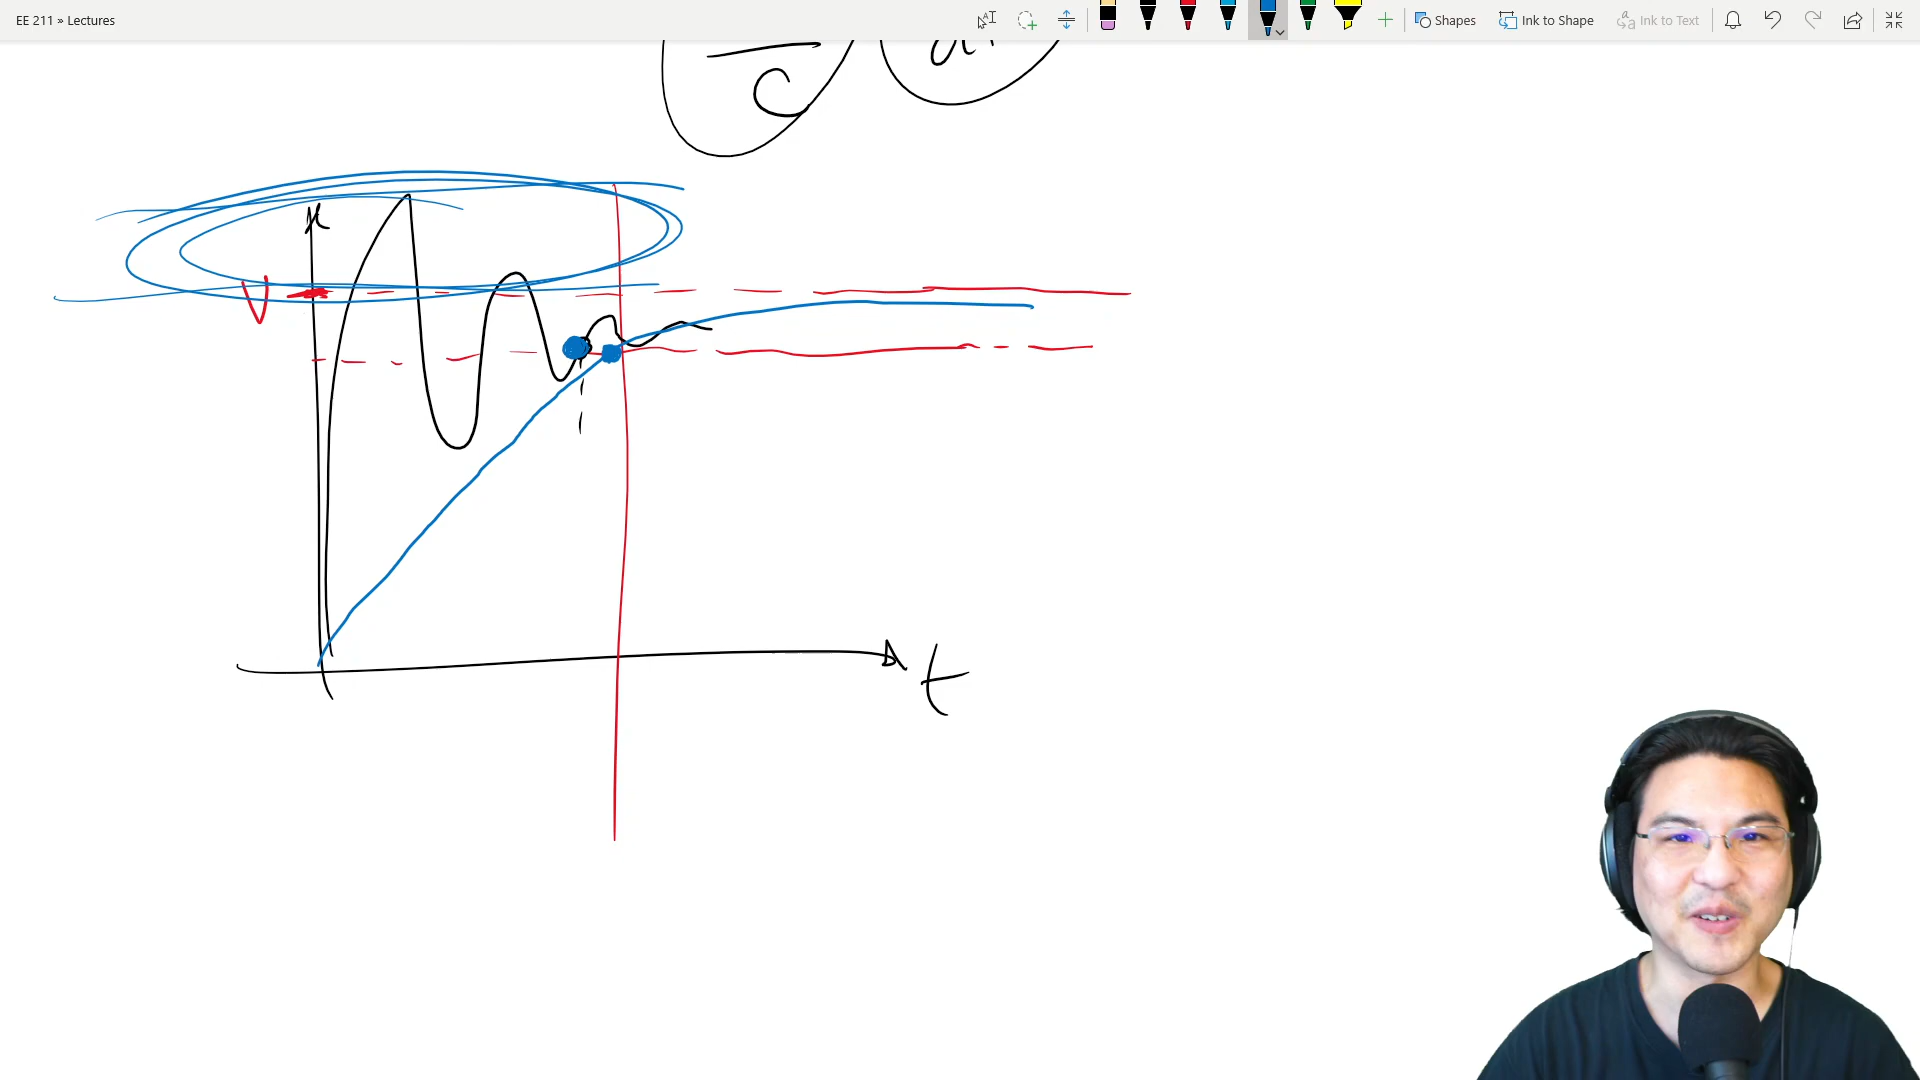 EE 211 » Lectures
Shapes
Ink to Shape
Ink to Text
C
V
t